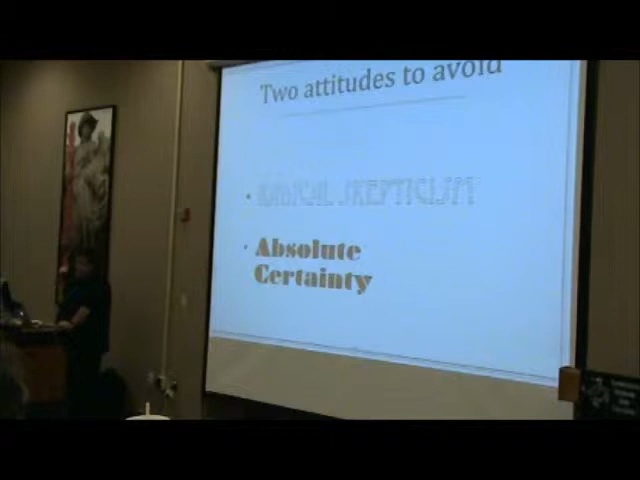 Two attitudes to avoid
• RADICAL SKEPTICISM
• Absolute
Certainty